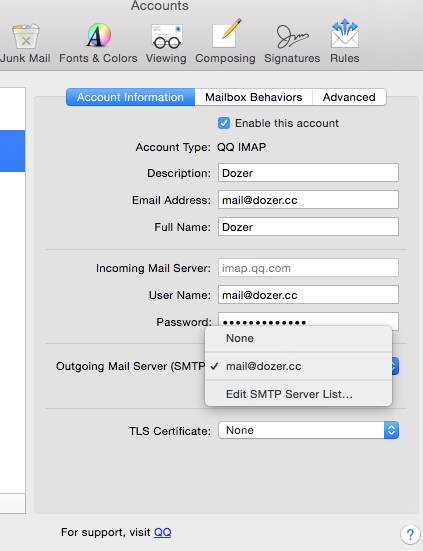 Accounts
Junk Mail Fonts & Colors Viewing Composing Signatures Rules
Account Information Mailbox Behaviors Advanced
Enable this account
Account Type: QQ IMAP
Description: Dozer
Email Address: mail@dozer.cc
Full Name: Dozer
Incoming Mail Server: imap.qq.com
User Name: mail@dozer.cc
Password: •••••••••••••
None
Outgoing Mail Server (SMTP ✓ mail@dozer.cc
Edit SMTP Server List...
TLS Certificate: None
For support, visit QQ ?